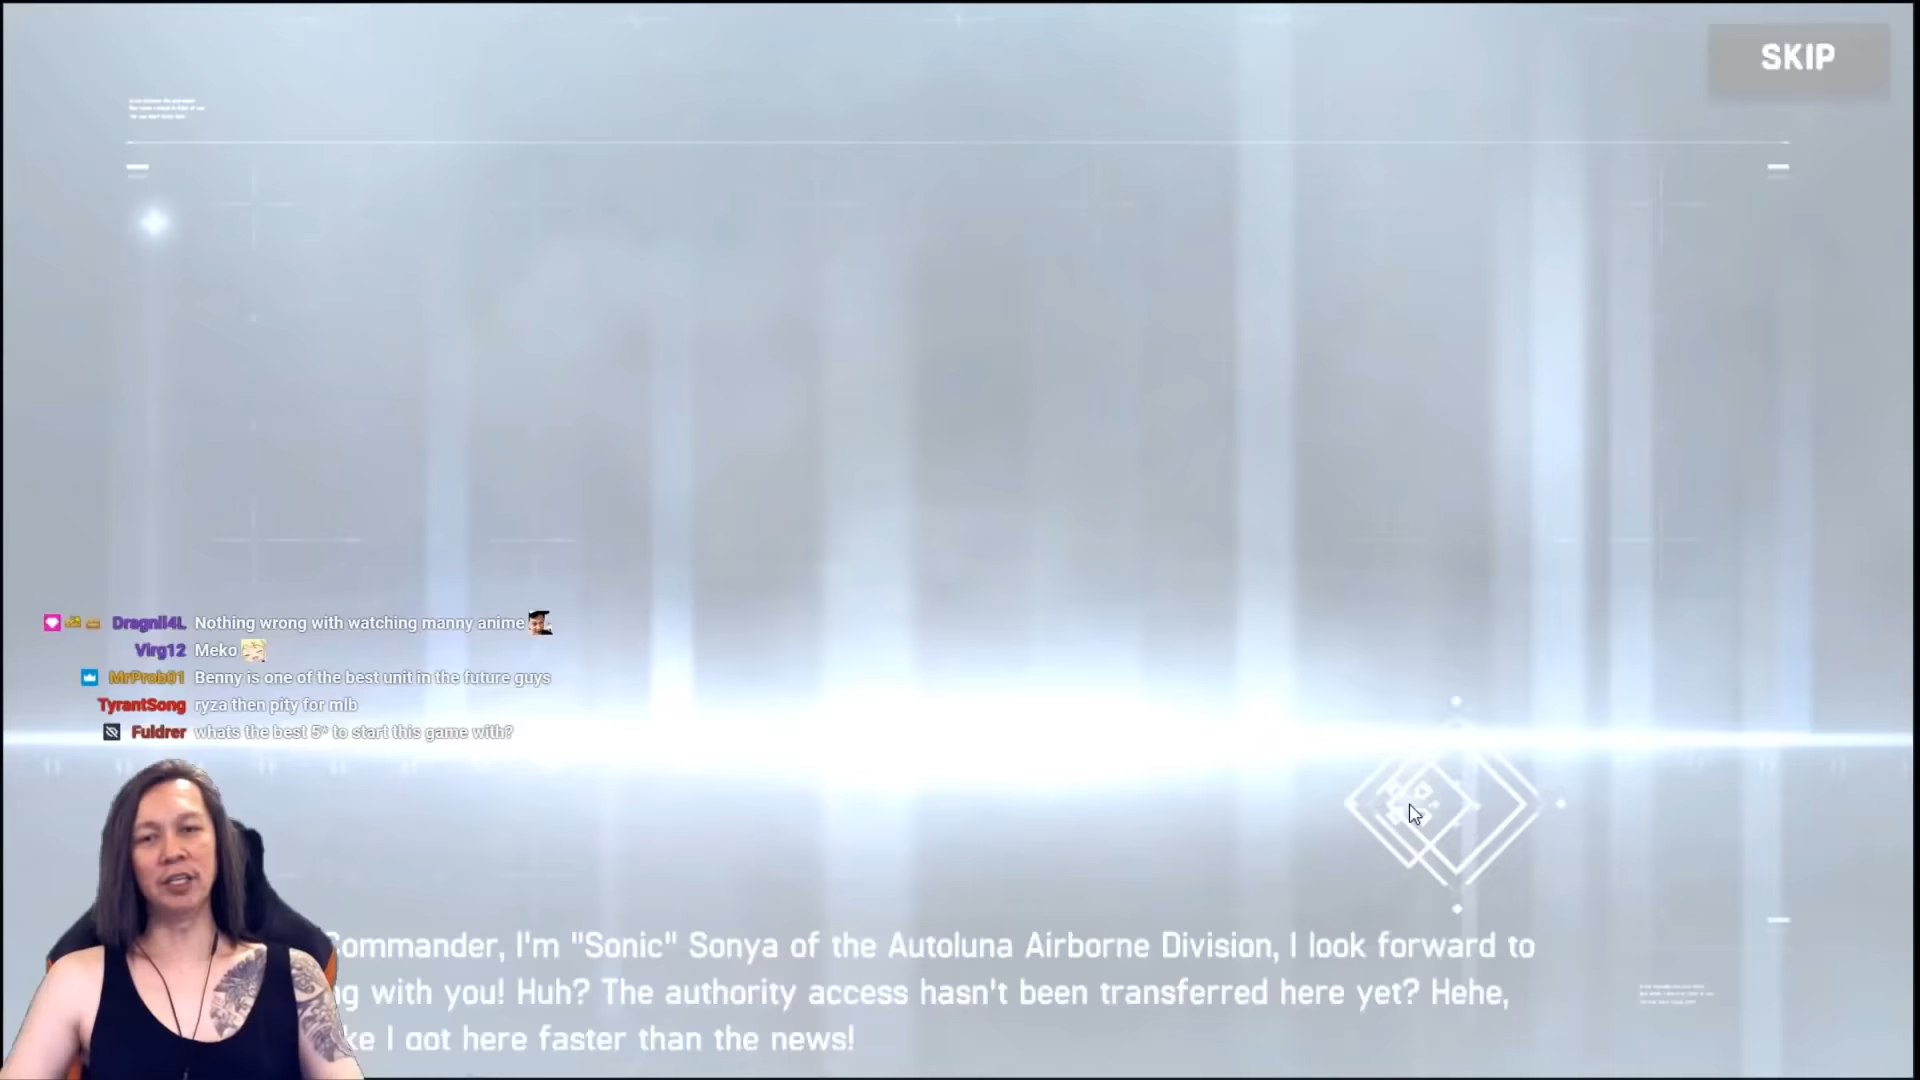 SKIP
Dragnil4L Nothing wrong with watching manny anime
Virg12 Meko
MrProb01 Benny is one of the best unit in the future guys
TyrantSong ryza then pity for mlb
Fuldrer whats the best 5* to start this game with?
Commander, I'm "Sonic" Sonya of the Autoluna Airborne Division, I look forward to
with you! Huh? The authority access hasn't been transferred here yet? Hehe,
I got here faster than the news!